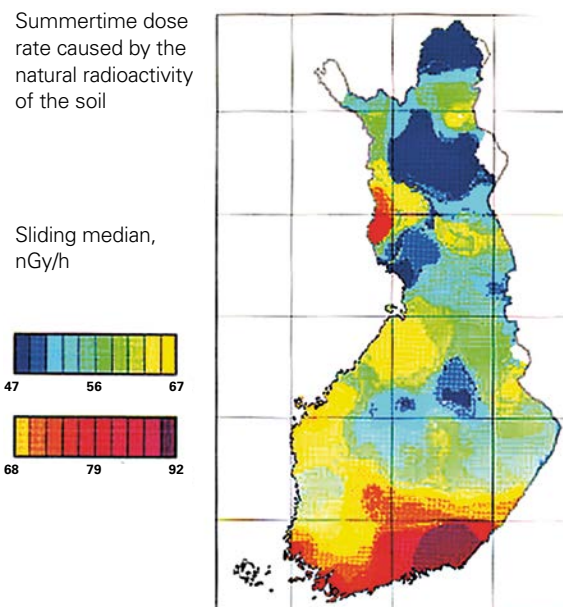 Summertime dose
rate caused by the
natural radioactivity
of the soil
Sliding median,
nGy/h
47 56 67
68 79 92